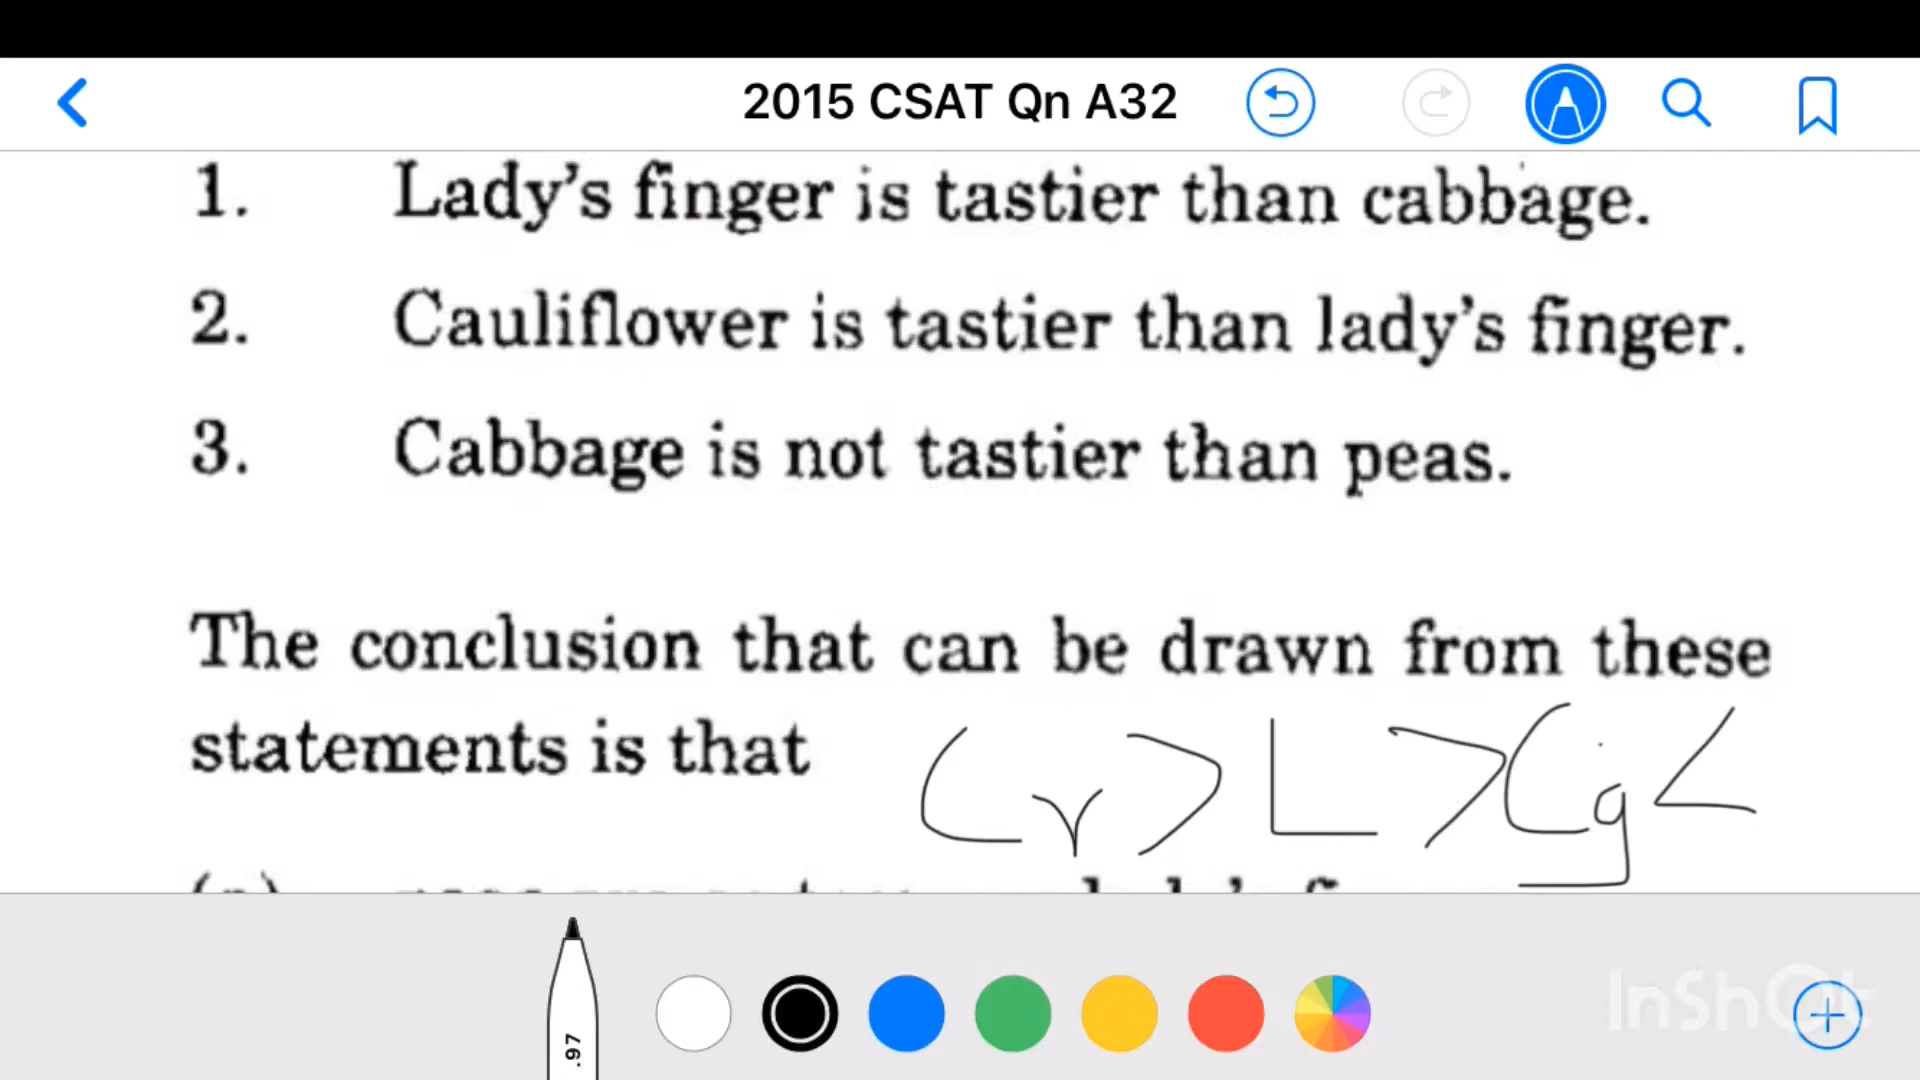 2015 CSAT Qn A32
1. Lady's finger is tastier than cabbage.
2. Cauliflower is tastier than lady's finger.
3. Cabbage is not tastier than peas.
The conclusion that can be drawn from these
statements is that
Cr > L > Cg <
.97
InShOt